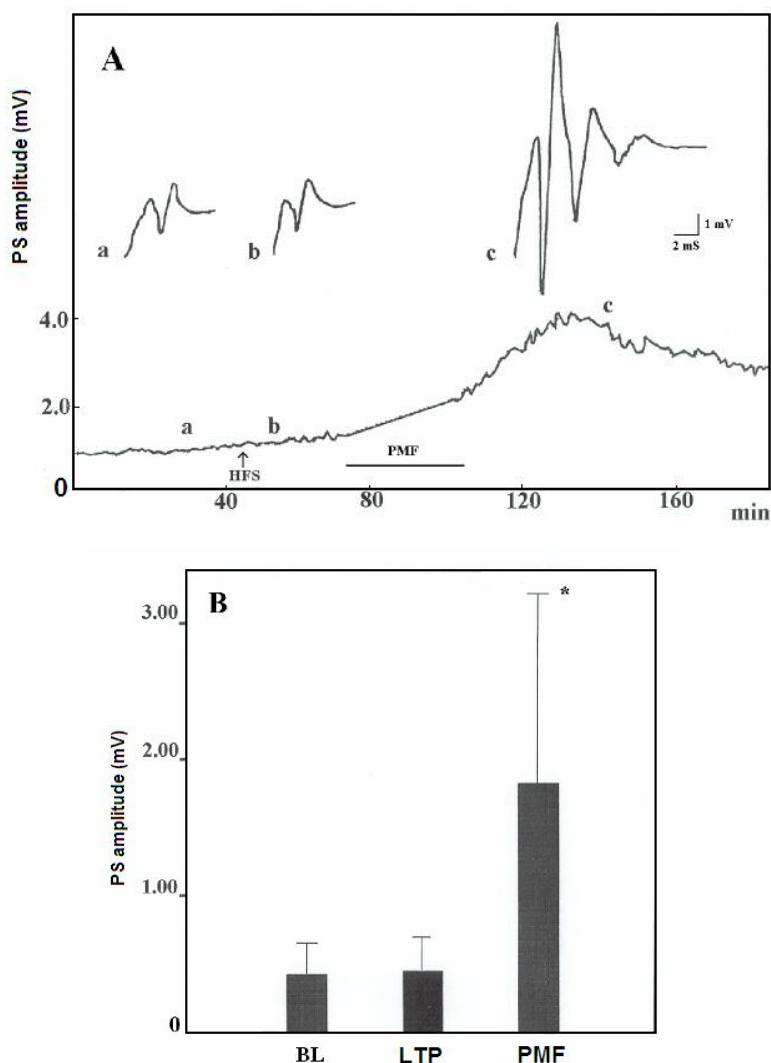 A
PS amplitude (mV)
a
b
c
1 mV
2 mS
4.0
2.0
0
a
b
c
HFS
PMF
40
80
120
160
min
B
PS amplitude (mV)
3.00
2.00
1.00
0
*
BL
LTP
PMF